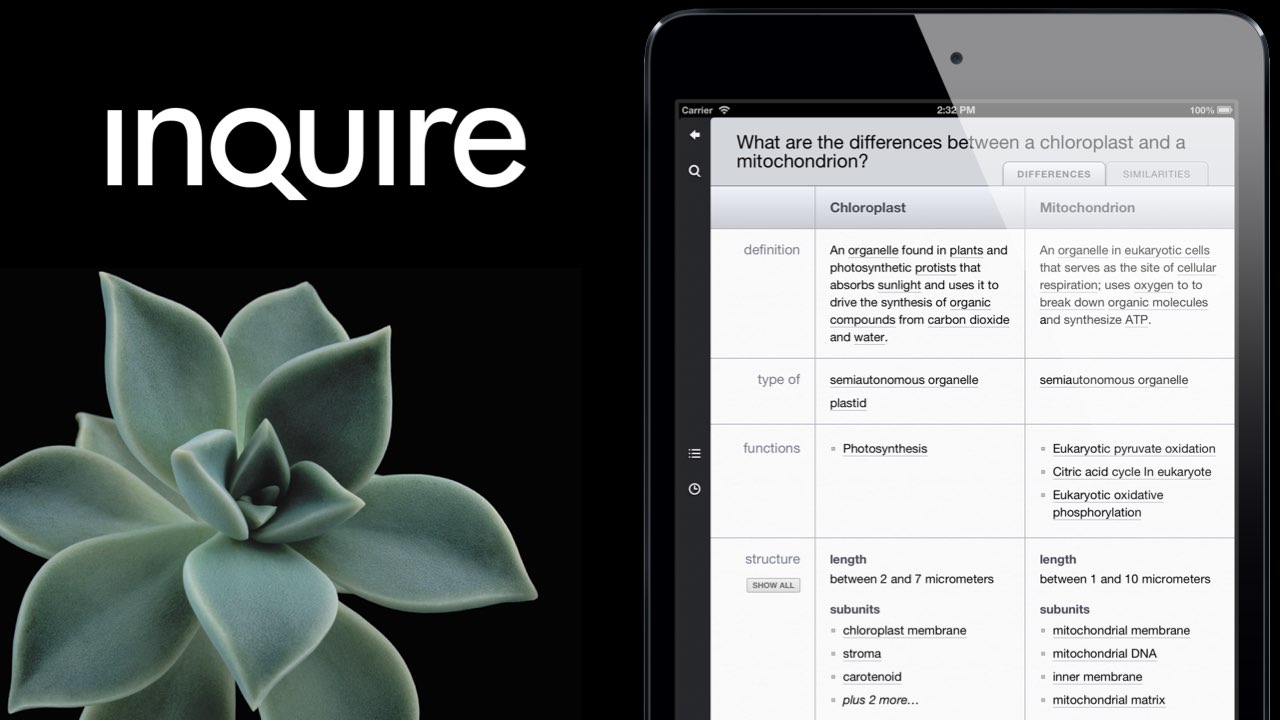 ınquıre
Carrier
2:32 PM
100%
What are the differences between a chloroplast and a
mitochondrion?
DIFFERENCES
SIMILARITIES
Chloroplast
Mitochondrion
definition
An organelle found in plants and
photosynthetic protists that
absorbs sunlight and uses it to
drive the synthesis of organic
compounds from carbon dioxide
and water.
An organelle in eukaryotic cells
that serves as the site of cellular
respiration; uses oxygen to to
break down organic molecules
and synthesize ATP.
type of
semiautonomous organelle
plastid
semiautonomous organelle
functions
Photosynthesis
Eukaryotic pyruvate oxidation
Citric acid cycle In eukaryote
Eukaryotic oxidative
phosphorylation
structure
SHOW ALL
length
between 2 and 7 micrometers
subunits
chloroplast membrane
stroma
carotenoid
plus 2 more...
length
between 1 and 10 micrometers
subunits
mitochondrial membrane
mitochondrial DNA
inner membrane
mitochondrial matrix